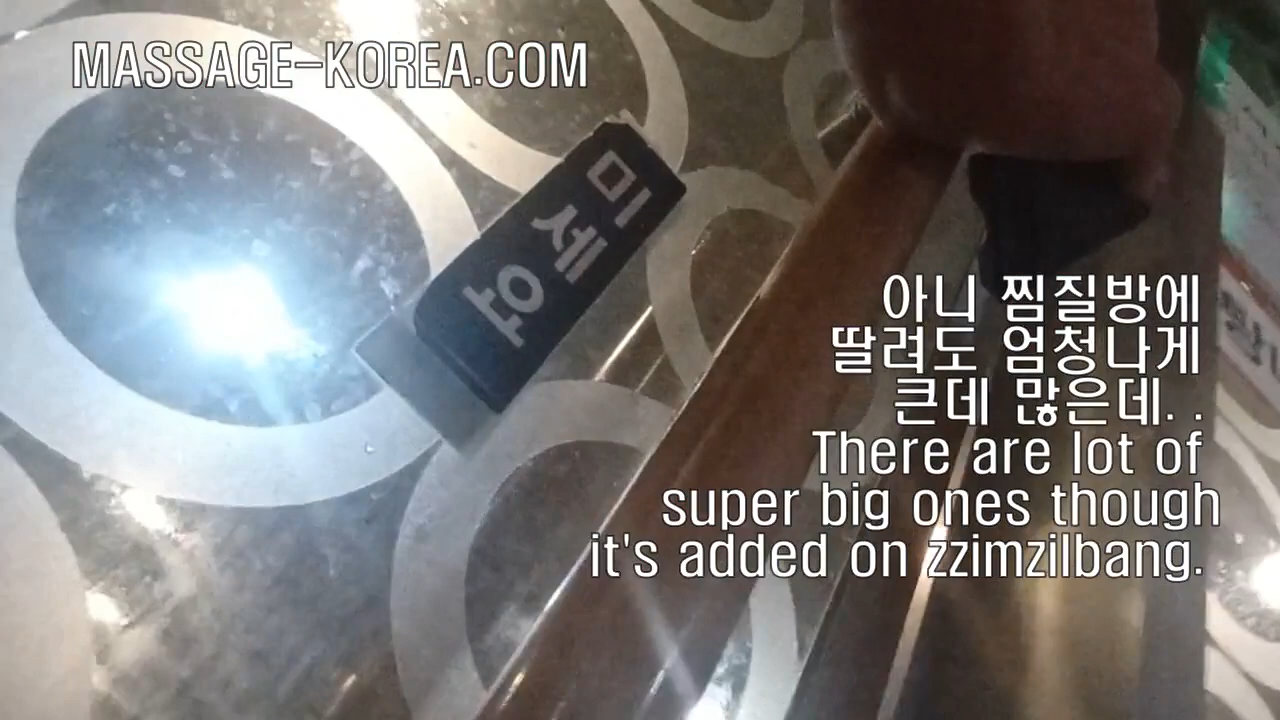 MASSAGE-KOREA.COM
미세요
아니 찜질방에
딸려도 엄청나게
큰데 많은데. .
There are lot of
super big ones though
it's added on zzimzilbang.